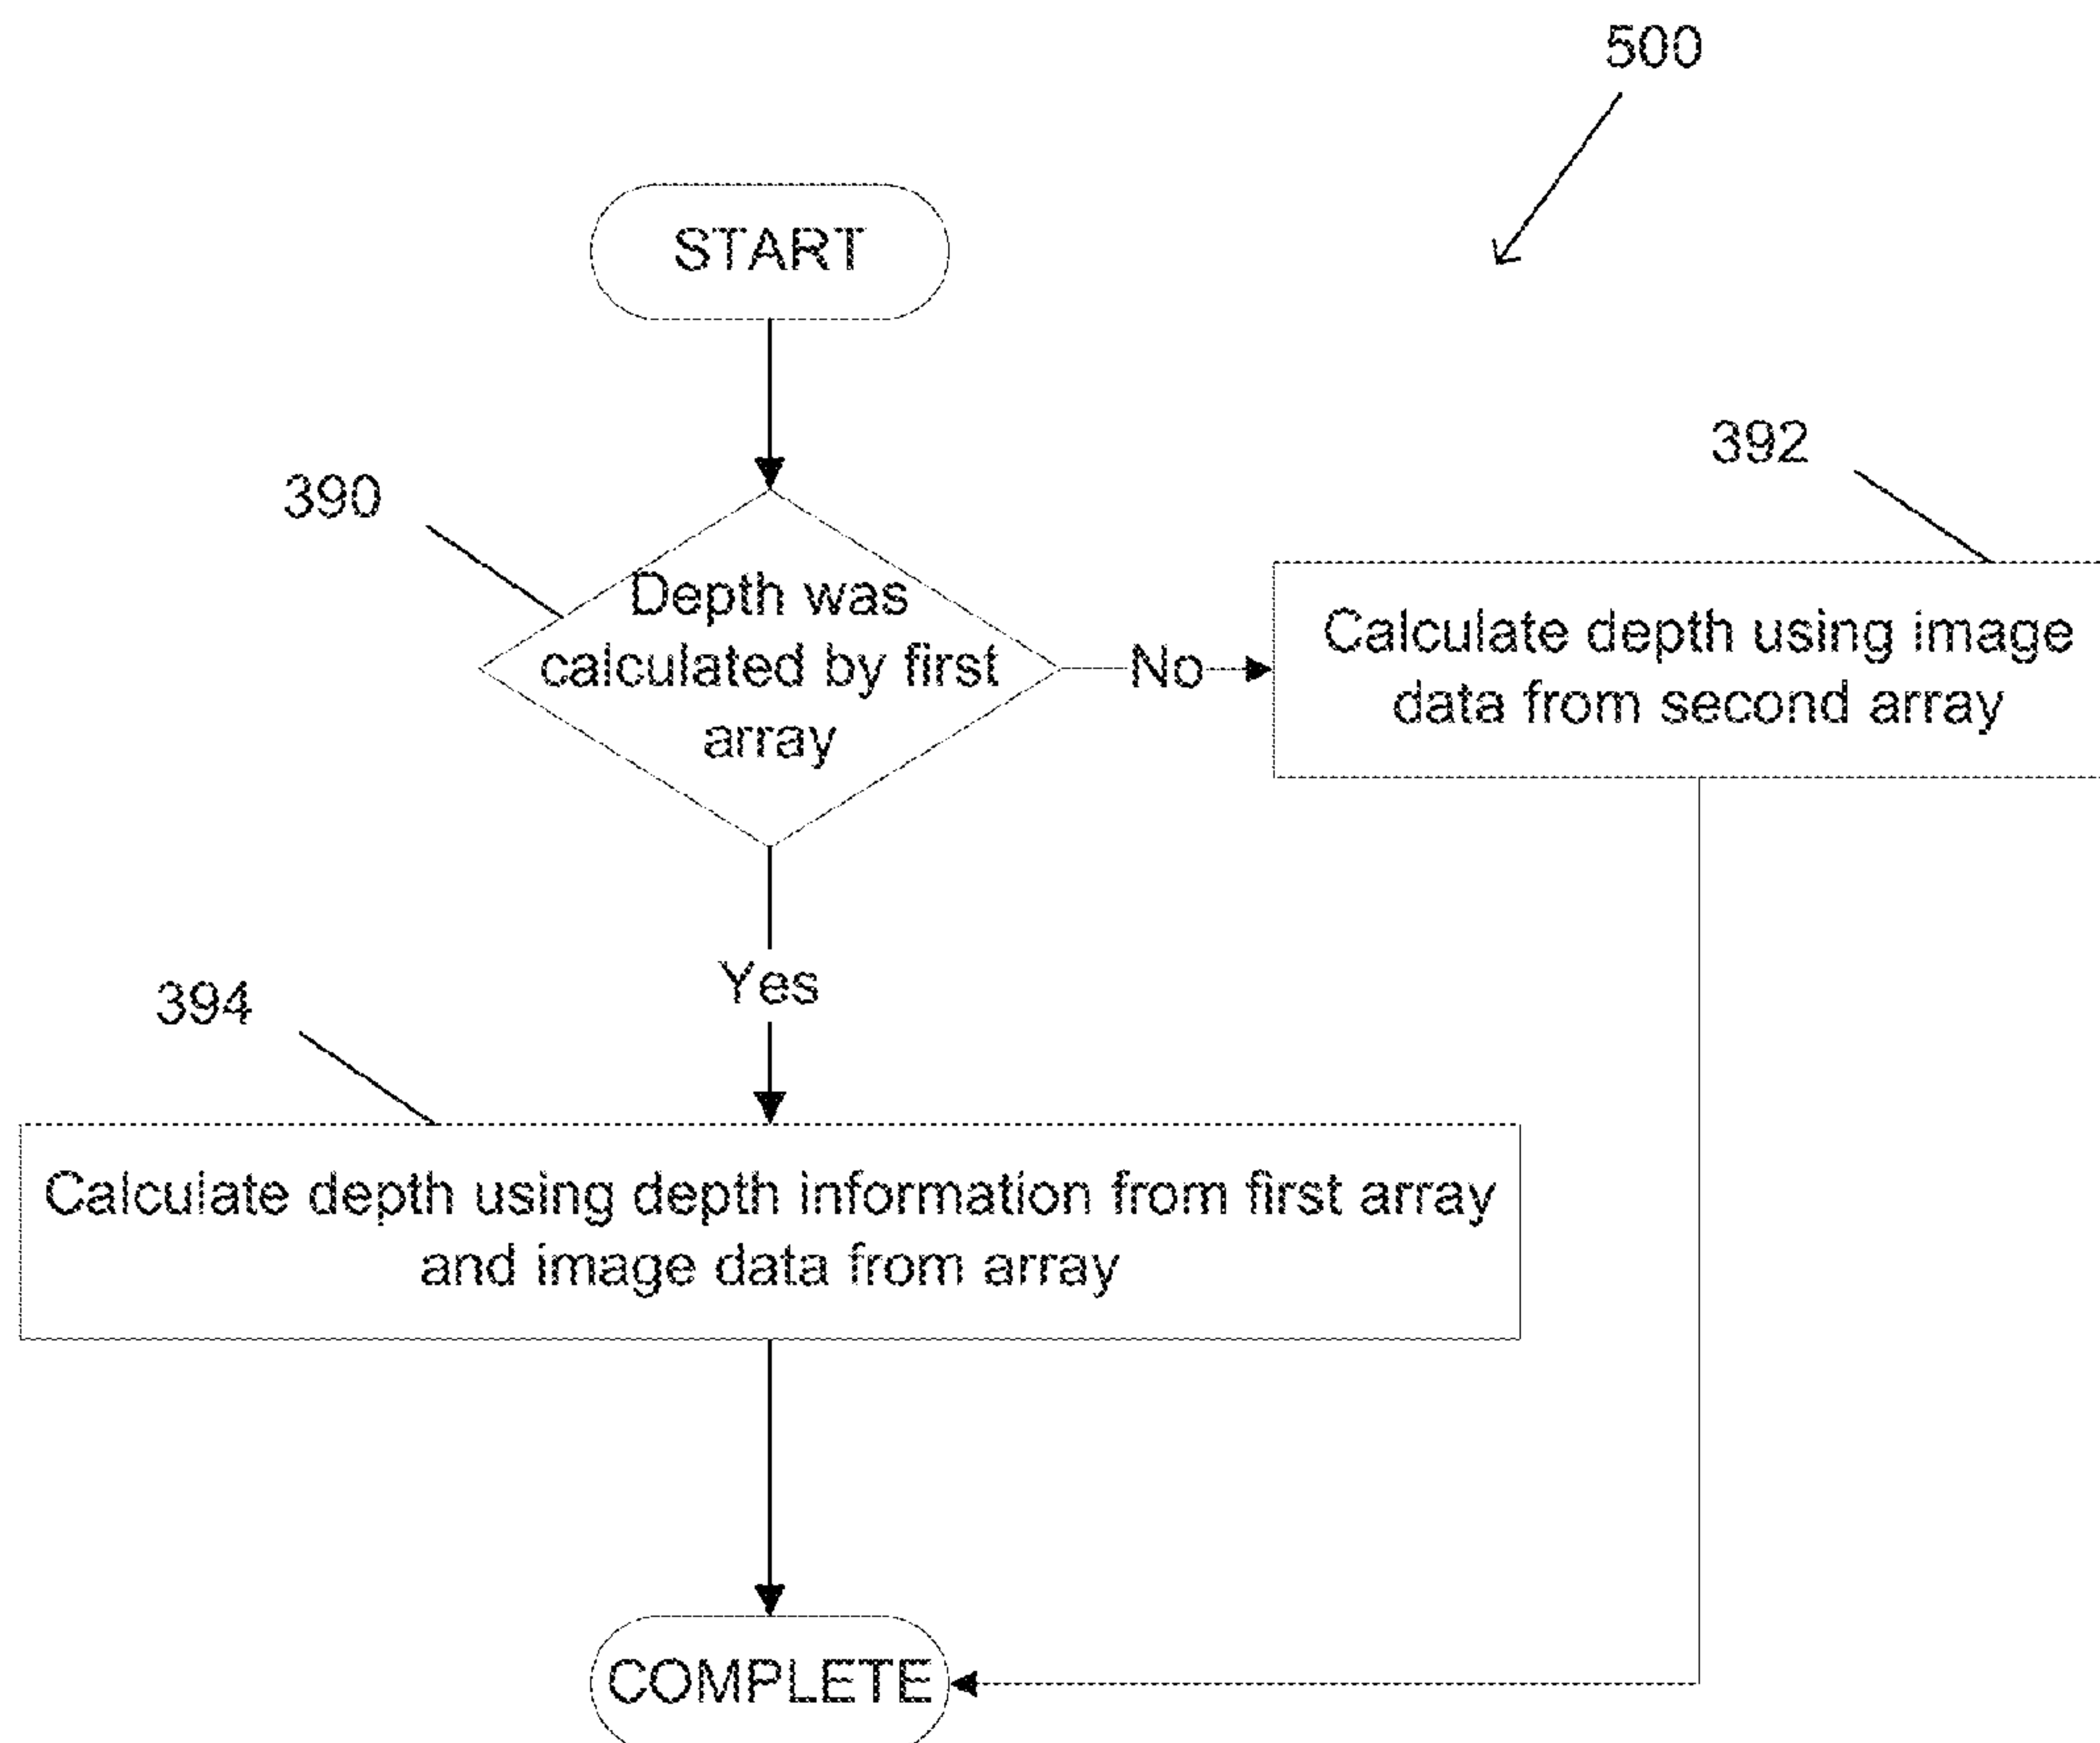 500
START
390
Depth was
calculated by first
array
No
392
Calculate depth using image
data from second array
Yes
394
Calculate depth using depth information from first array
and image data from array
COMPLETE